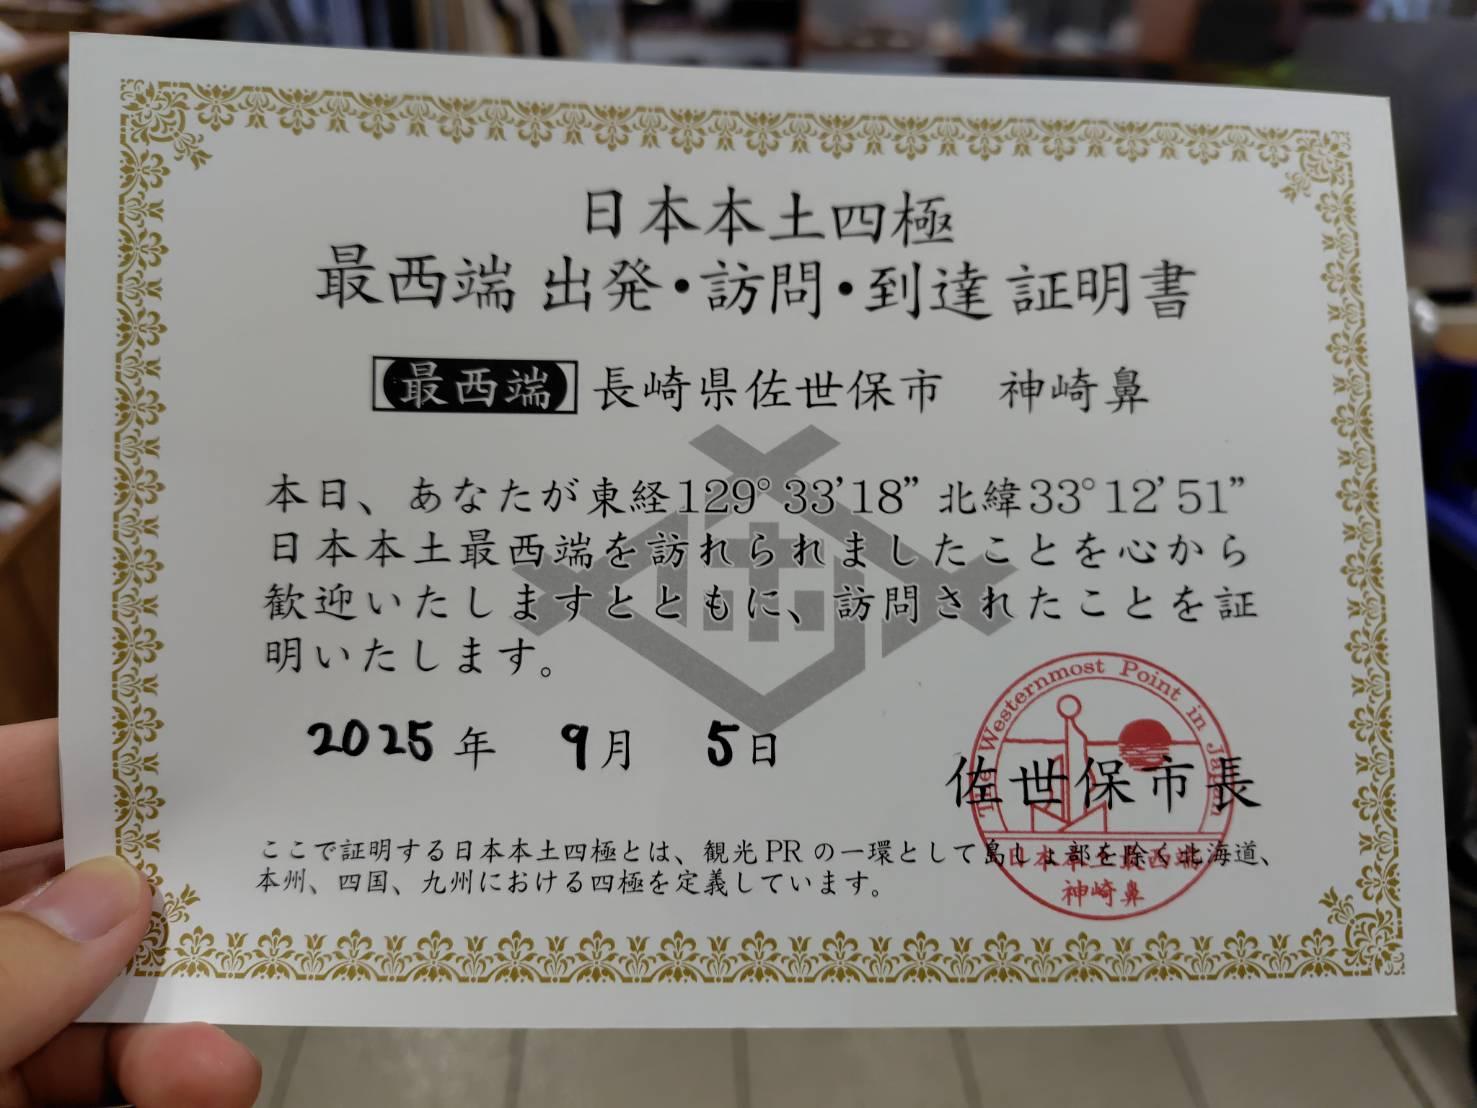 日本本土四極
最西端 出発・訪問・到達 証明書
最西端 長崎県佐世保市 神崎鼻
本日、あなたが東経129°33’18” 北緯33°12’51”
日本本土最西端を訪れられましたことを心から
歓迎いたしますとともに、訪問されたことを証
明いたします。
2025年 9月 5日
佐世保市長
The Westernmost Point in Japan
日本本土最西端
神崎鼻
ここで証明する日本本土四極とは、観光PRの一環として島しょ部を除く北海道、
本州、四国、九州における四極を定義しています。